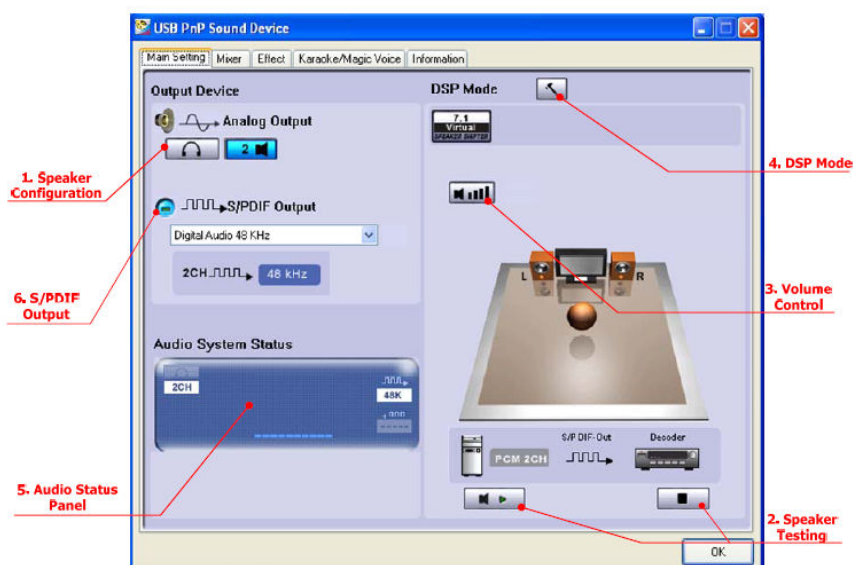 USB PnP Sound Device
Main Setting
Mixer
Effect
Karaoke/Magic Voice
Information
Output Device
Analog Output
2
1. Speaker
Configuration
S/PDIF Output
Digital Audio 48 KHz
2CH
48 kHz
6. S/PDIF
Output
Audio System Status
2CH
48K
-----
5. Audio Status
Panel
DSP Mode
7.1
Virtual
SPEAKER SHIFTER
4. DSP Mode
3. Volume
Control
L
R
S/PDIF-Out
Decoder
PCM 2CH
2. Speaker
Testing
OK